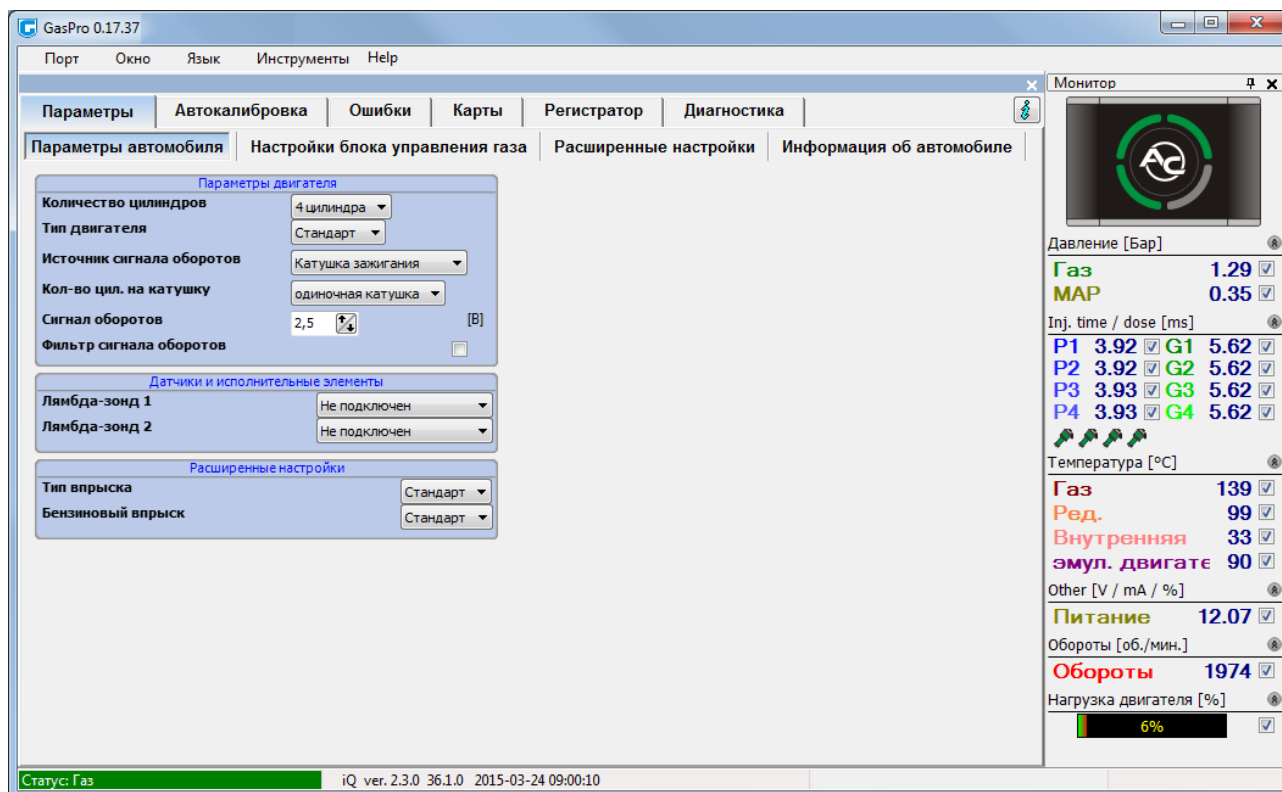 GasPro 0.17.37
Порт Окно Язык Инструменты Help
Параметры Автокалибровка Ошибки Карты Регистратор Диагностика
Параметры автомобиля Настройки блока управления газа Расширенные настройки Информация об автомобиле
Параметры двигателя
Количество цилиндров 4 цилиндра
Тип двигателя Стандарт
Источник сигнала оборотов Катушка зажигания
Кол-во цил. на катушку одиночная катушка
Сигнал оборотов 2,5 [В]
Фильтр сигнала оборотов
Датчики и исполнительные элементы
Лямбда-зонд 1 Не подключен
Лямбда-зонд 2 Не подключен
Расширенные настройки
Тип впрыска Стандарт
Бензиновый впрыск Стандарт
Монитор
AC
Давление [Бар]
Газ 1.29
MAP 0.35
Inj. time / dose [ms]
P1 3.92 G1 5.62
P2 3.92 G2 5.62
P3 3.93 G3 5.62
P4 3.93 G4 5.62
Температура [°C]
Газ 139
Ред. 99
Внутренняя 33
эмул. двигате 90
Other [V / mA / %]
Питание 12.07
Обороты [об./мин.]
Обороты 1974
Нагрузка двигателя [%]
6%
Статус: Газ iQ ver. 2.3.0 36.1.0 2015-03-24 09:00:10